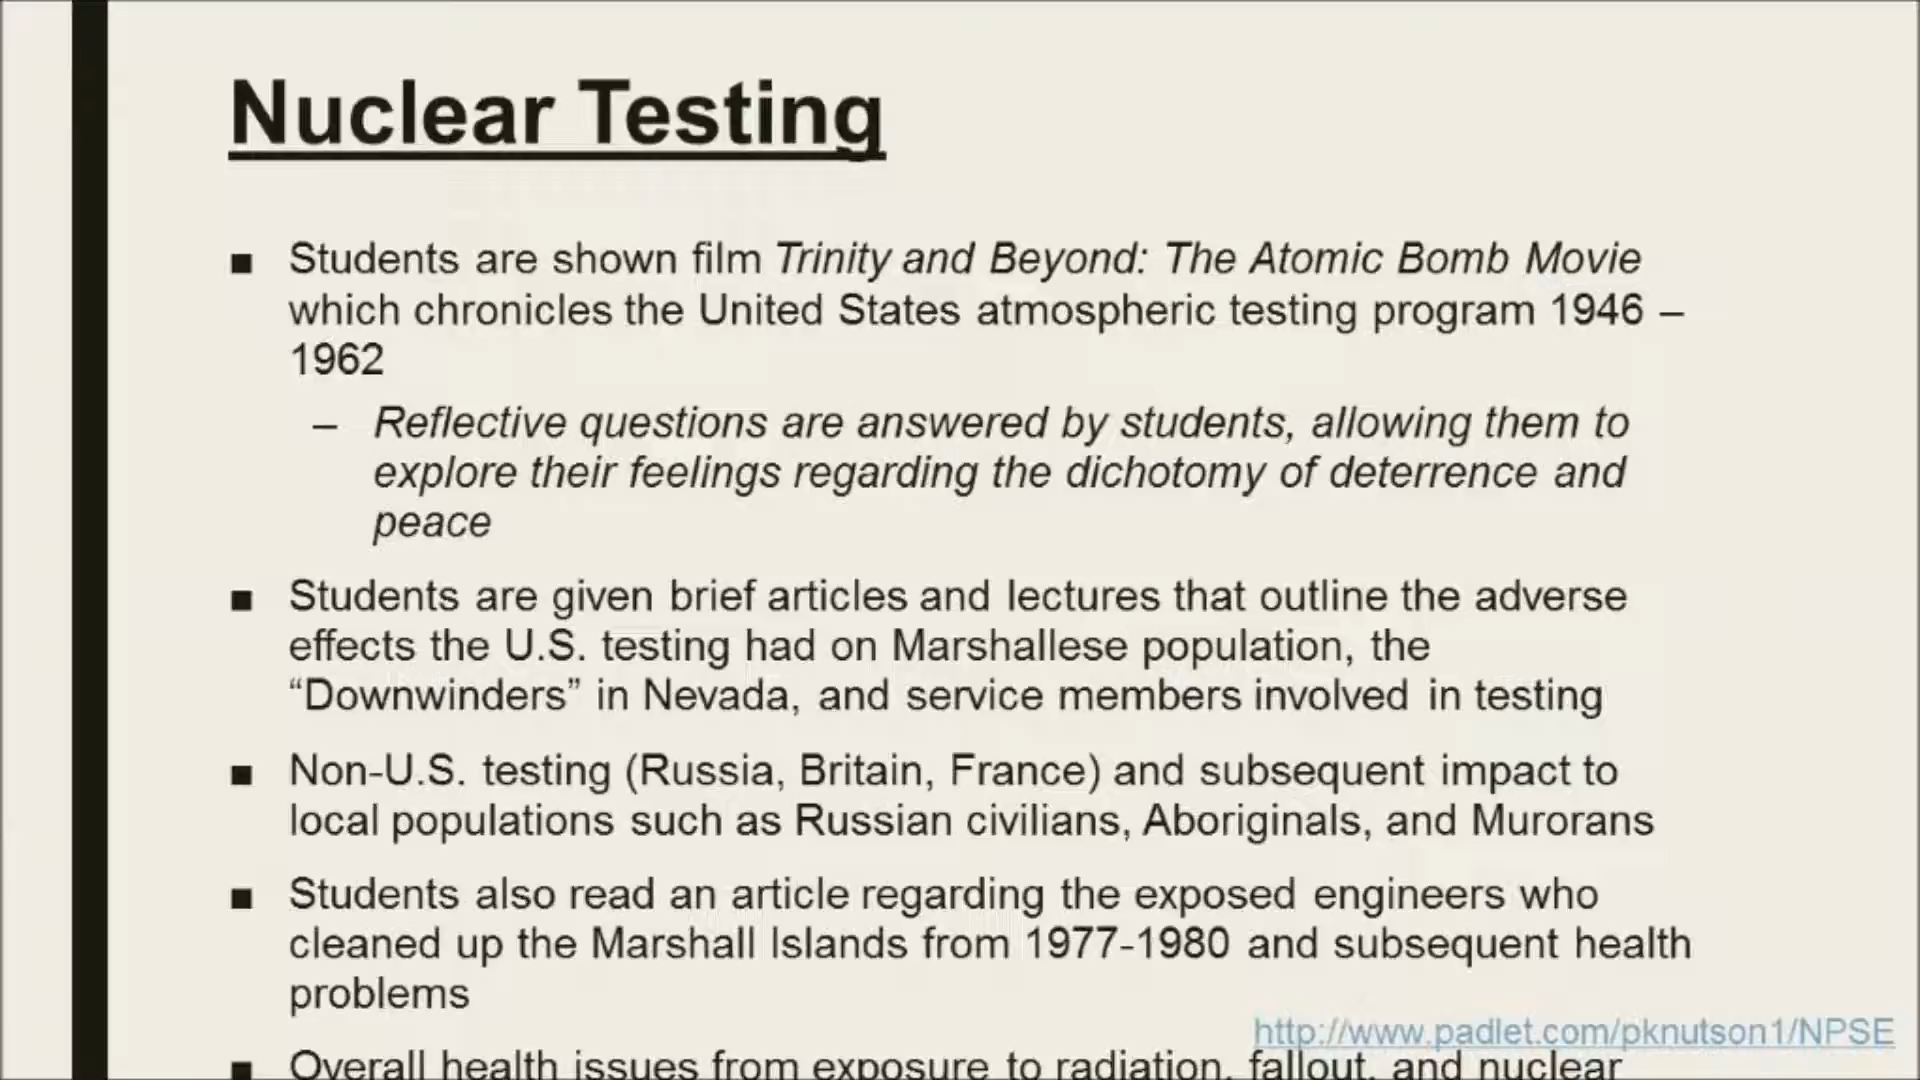 Nuclear Testing
■ Students are shown film Trinity and Beyond: The Atomic Bomb Movie
which chronicles the United States atmospheric testing program 1946 –
1962
– Reflective questions are answered by students, allowing them to
explore their feelings regarding the dichotomy of deterrence and
peace
■ Students are given brief articles and lectures that outline the adverse
effects the U.S. testing had on Marshallese population, the
“Downwinders” in Nevada, and service members involved in testing
■ Non-U.S. testing (Russia, Britain, France) and subsequent impact to
local populations such as Russian civilians, Aboriginals, and Murorans
■ Students also read an article regarding the exposed engineers who
cleaned up the Marshall Islands from 1977-1980 and subsequent health
problems
http://www.padlet.com/pknutson1/NPSE
■ Overall health issues from exposure to radiation, fallout, and nuclear